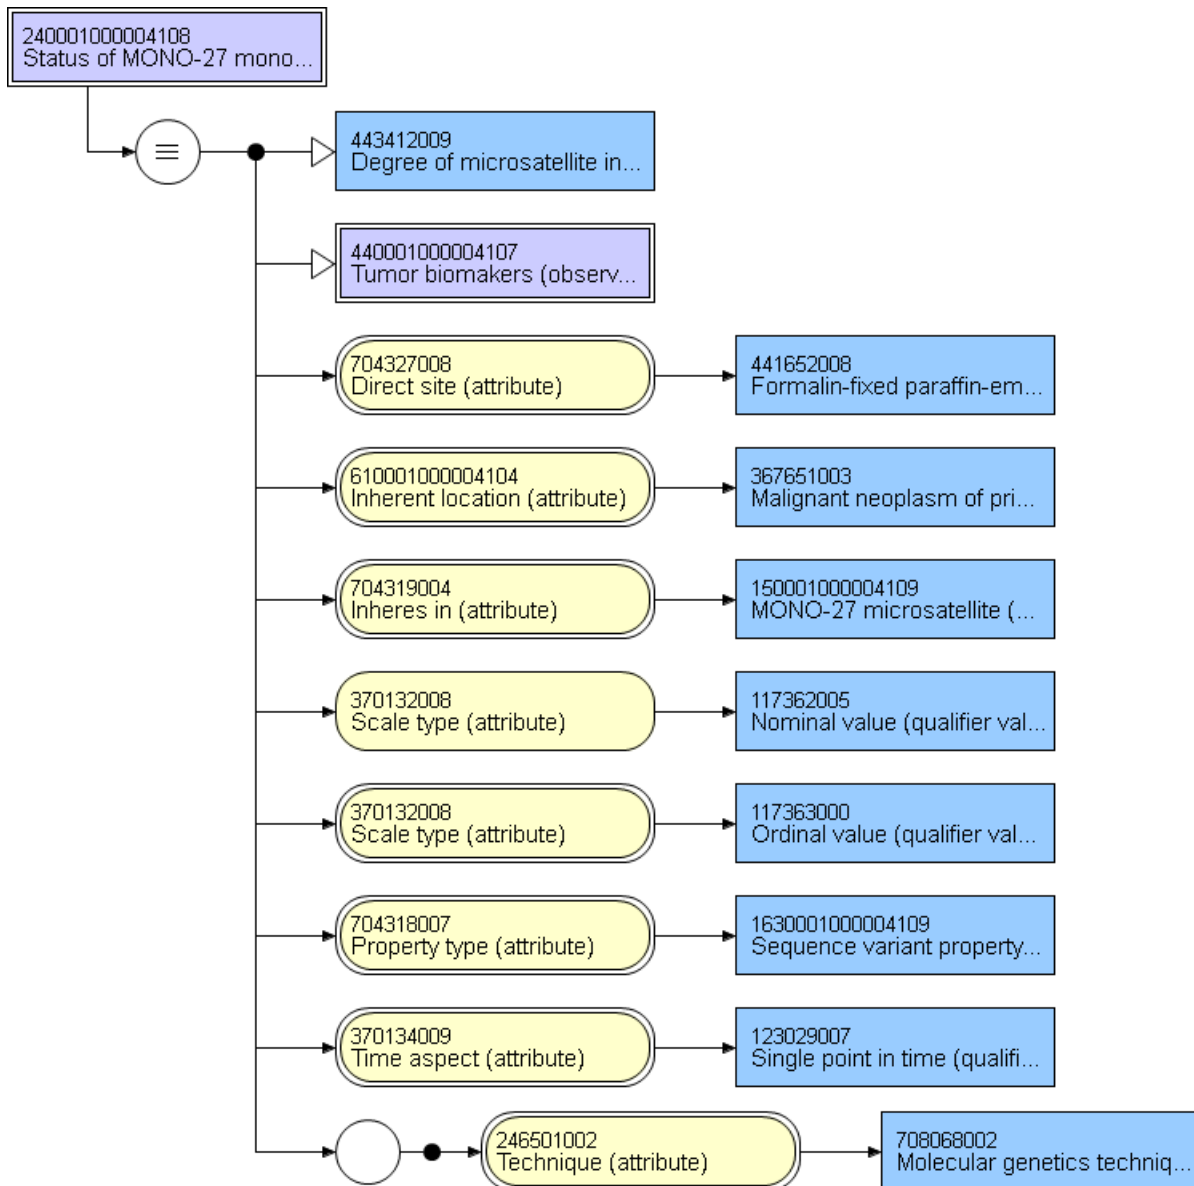 240001000004108
Status of MONO-27 mono...
≡
443412009
Degree of microsatellite in...
440001000004107
Tumor biomakers (observ...
704327008
Direct site (attribute)
441652008
Formalin-fixed paraffin-em...
610001000004104
Inherent location (attribute)
367651003
Malignant neoplasm of pri...
704319004
Inheres in (attribute)
150001000004109
MONO-27 microsatellite (...
370132008
Scale type (attribute)
117362005
Nominal value (qualifier val...
370132008
Scale type (attribute)
117363000
Ordinal value (qualifier val...
704318007
Property type (attribute)
1630001000004109
Sequence variant property...
370134009
Time aspect (attribute)
123029007
Single point in time (qualifi...
246501002
Technique (attribute)
708068002
Molecular genetics techniq...